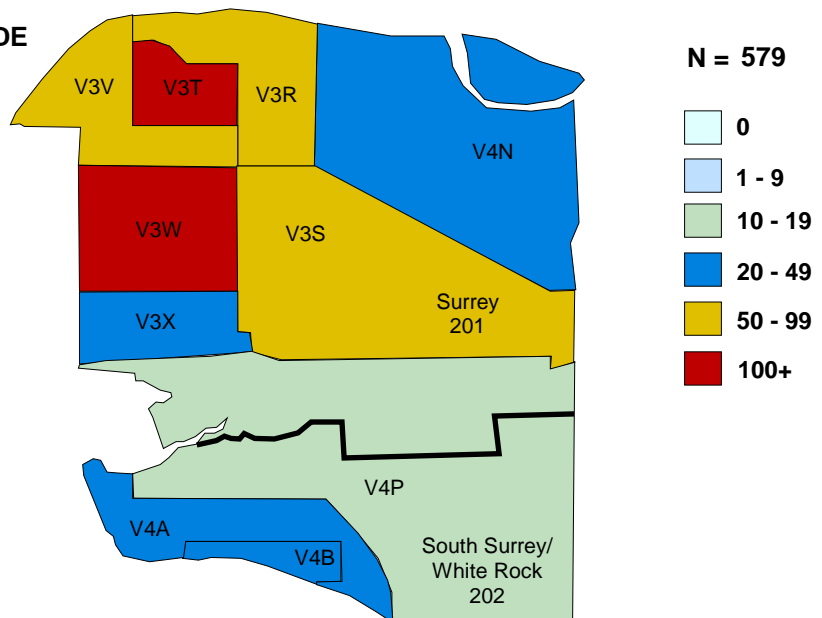 DE
N = 579
0
1 - 9
10 - 19
20 - 49
50 - 99
100+
V3V
V3T
V3R
V4N
V3W
V3S
V3X
Surrey
201
V4P
V4A
V4B
South Surrey/
White Rock
202